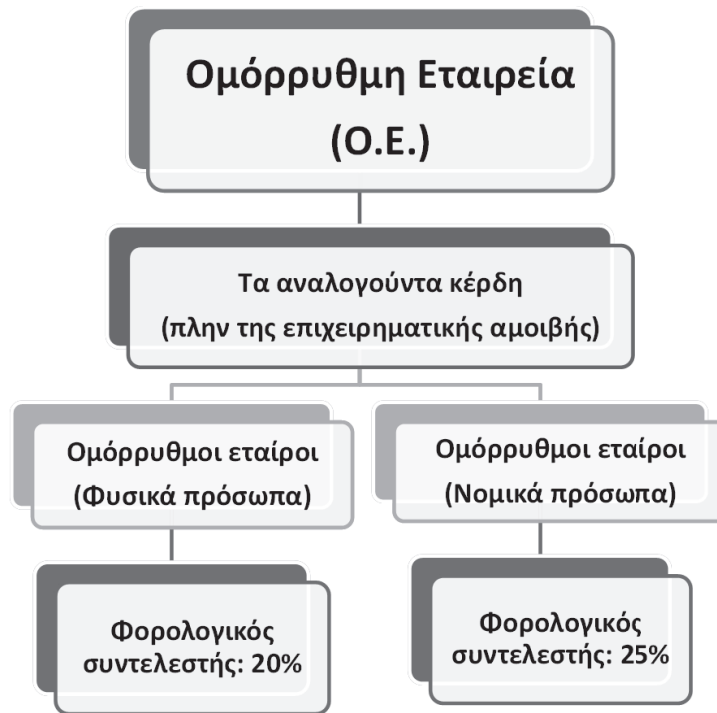 Ομόρρυθμη Εταιρεία
(Ο.Ε.)
Τα αναλογούντα κέρδη
(πλην της επιχειρηματικής αμοιβής)
Ομόρρυθμοι εταίροι
(Φυσικά πρόσωπα)
Ομόρρυθμοι εταίροι
(Νομικά πρόσωπα)
Φορολογικός
συντελεστής: 20%
Φορολογικός
συντελεστής: 25%